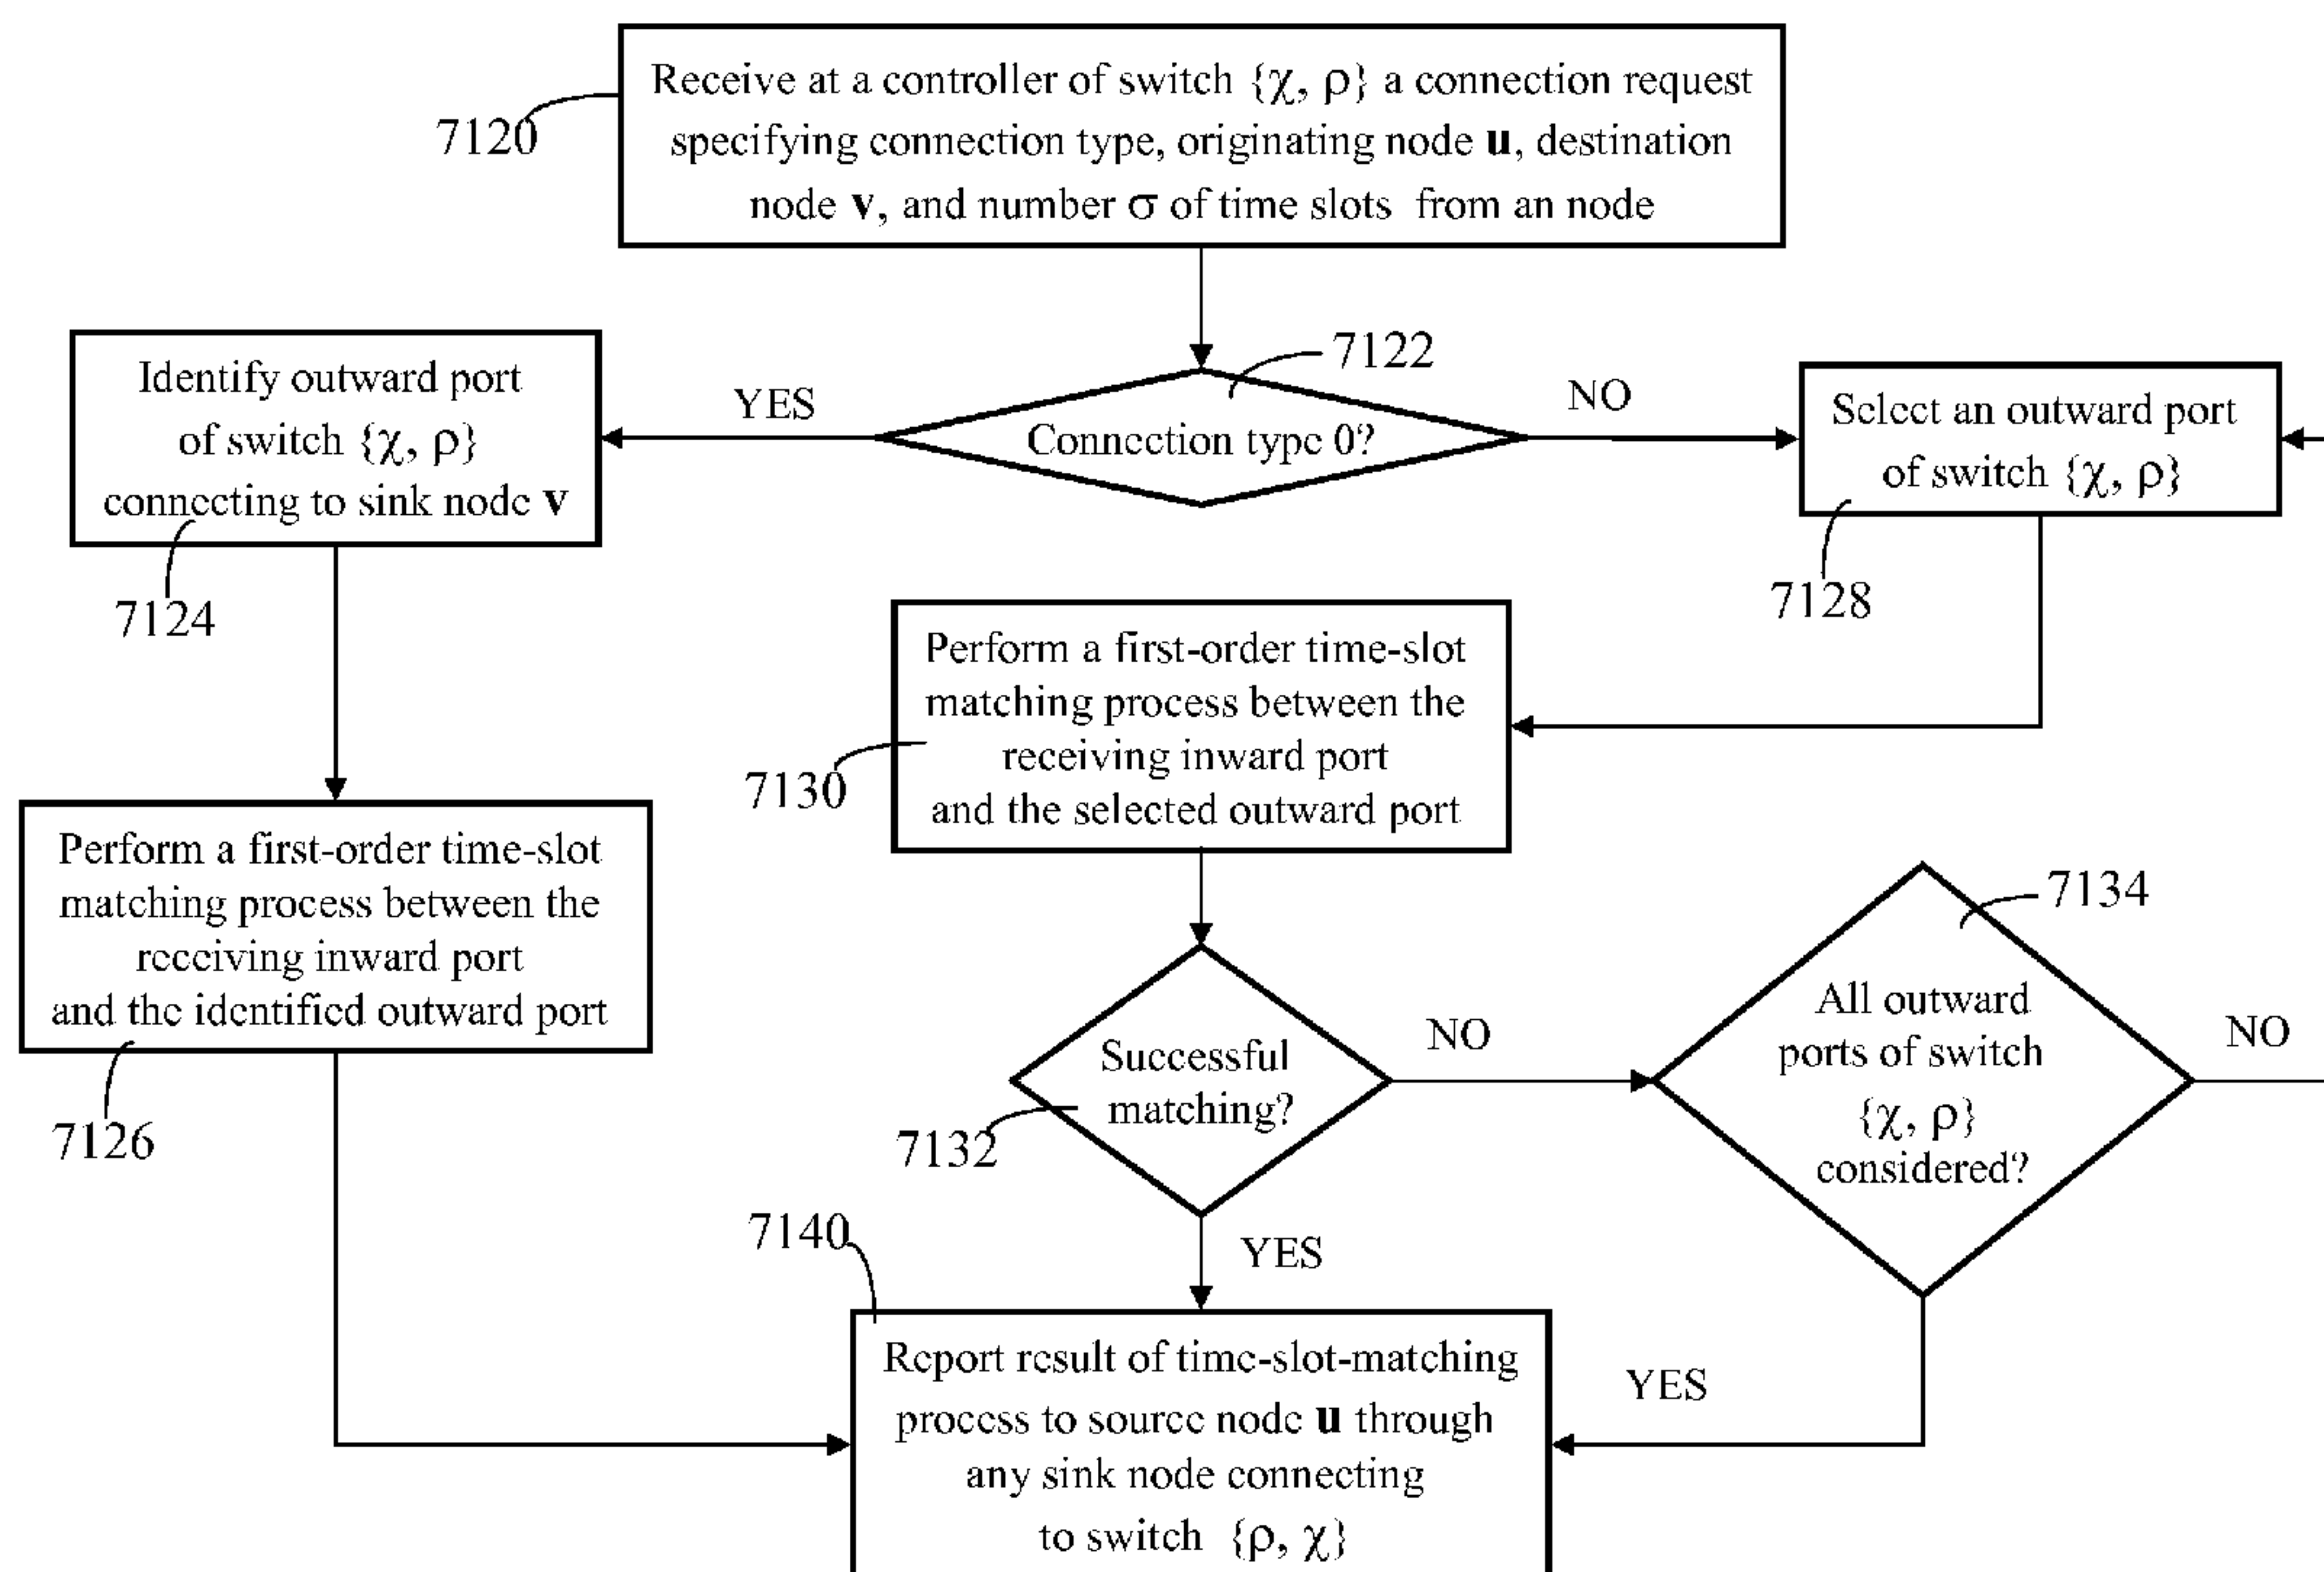 Receive at a controller of switch {χ, ρ} a connection request
specifying connection type, originating node u, destination
node v, and number σ of time slots from an node
7120
7122
Connection type 0?
YES
NO
Identify outward port
of switch {χ, ρ}
connecting to sink node v
7124
Select an outward port
of switch {χ, ρ}
7128
Perform a first-order time-slot
matching process between the
receiving inward port
and the selected outward port
7130
Perform a first-order time-slot
matching process between the
receiving inward port
and the identified outward port
7126
Successful
matching?
7132
NO
YES
7134
All outward
ports of switch
{χ, ρ}
considered?
NO
YES
7140
Report result of time-slot-matching
process to source node u through
any sink node connecting
to switch {ρ, χ}